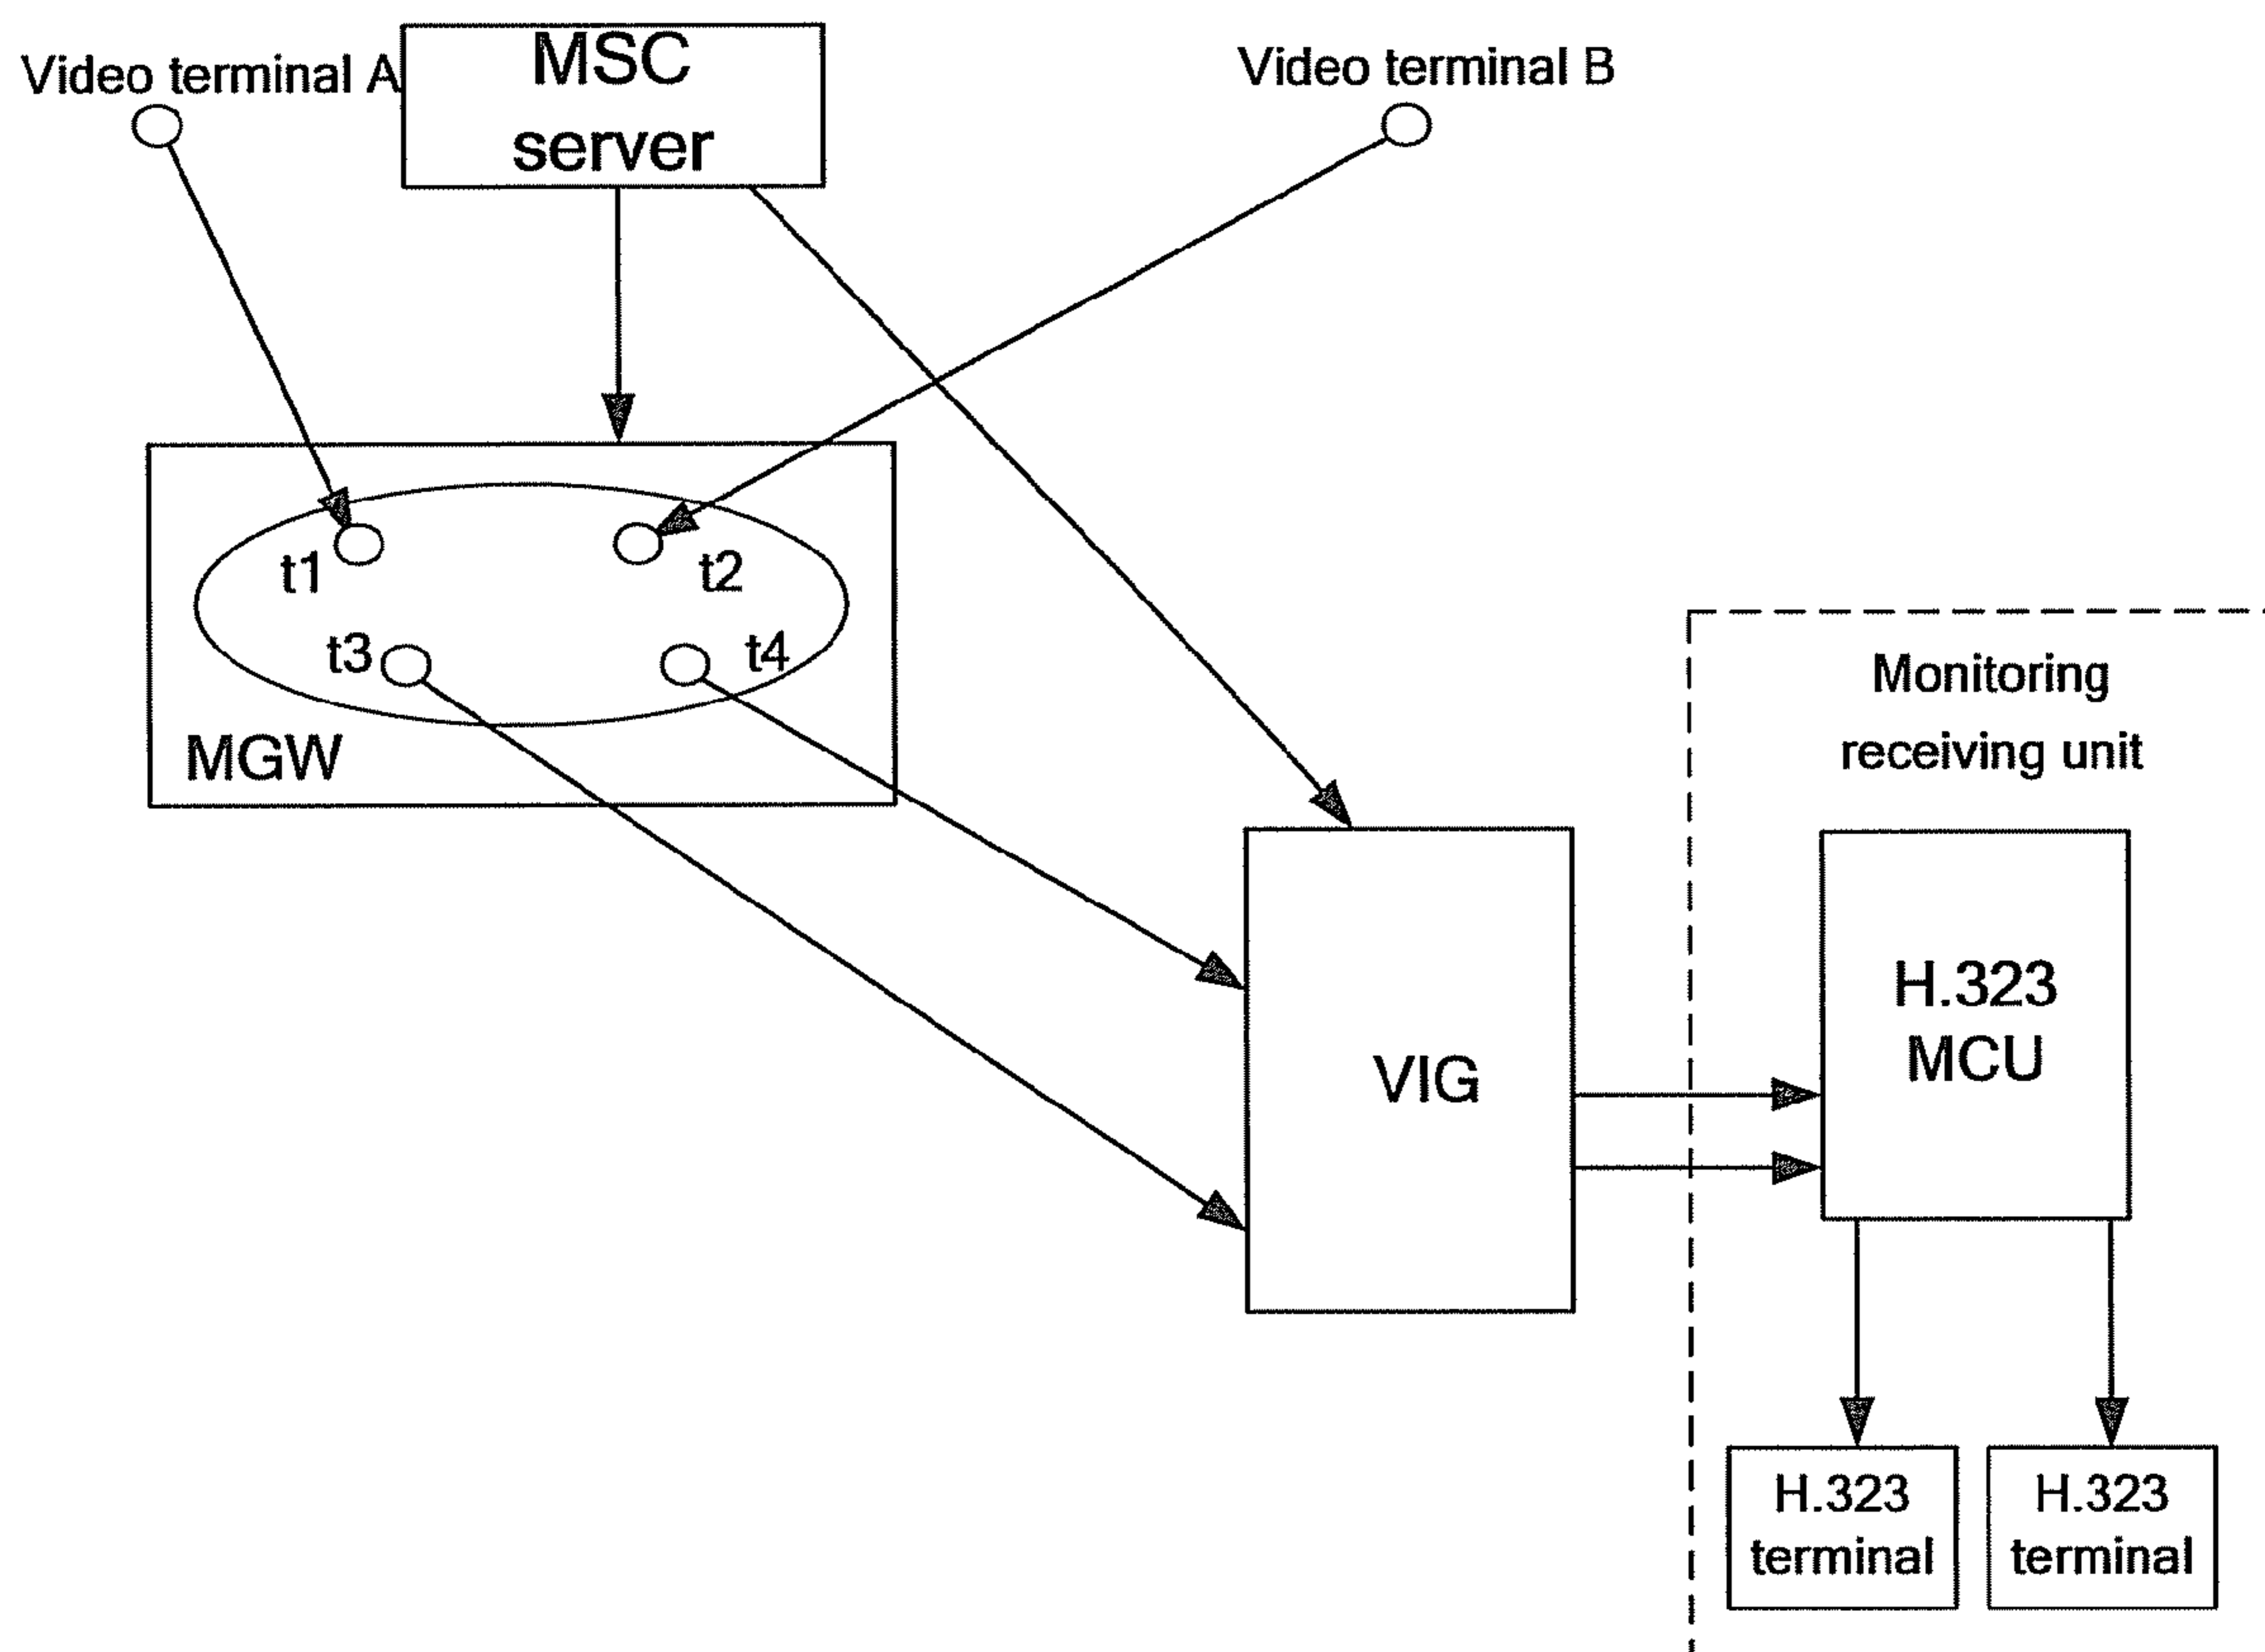 Video terminal A
MSC
server
Video terminal B
t1
t2
t3
t4
MGW
Monitoring
receiving unit
VIG
H.323
MCU
H.323
terminal
H.323
terminal